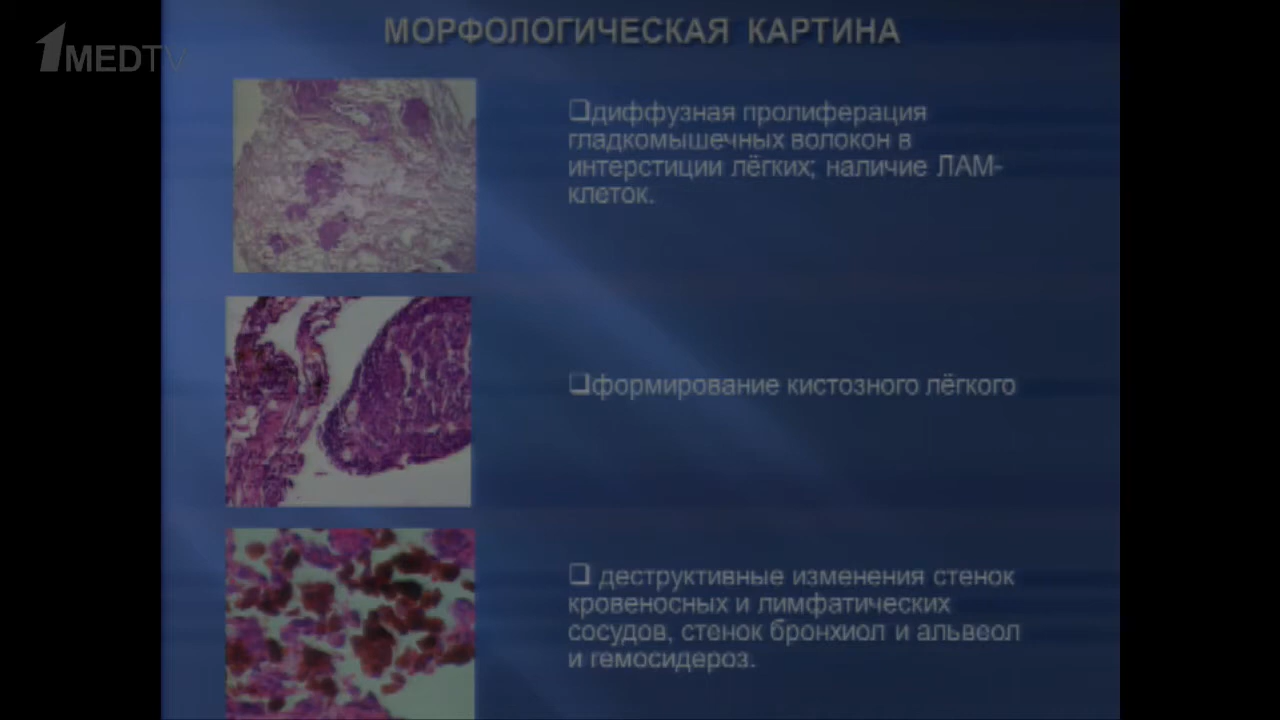 1MEDTV
МОРФОЛОГИЧЕСКАЯ КАРТИНА
❑диффузная пролиферация
гладкомышечных волокон в
интерстиции лёгких; наличие ЛАМ-
клеток.
❑формирование кистозного лёгкого
❑ деструктивные изменения стенок
кровеносных и лимфатических
сосудов, стенок бронхиол и альвеол
и гемосидероз.